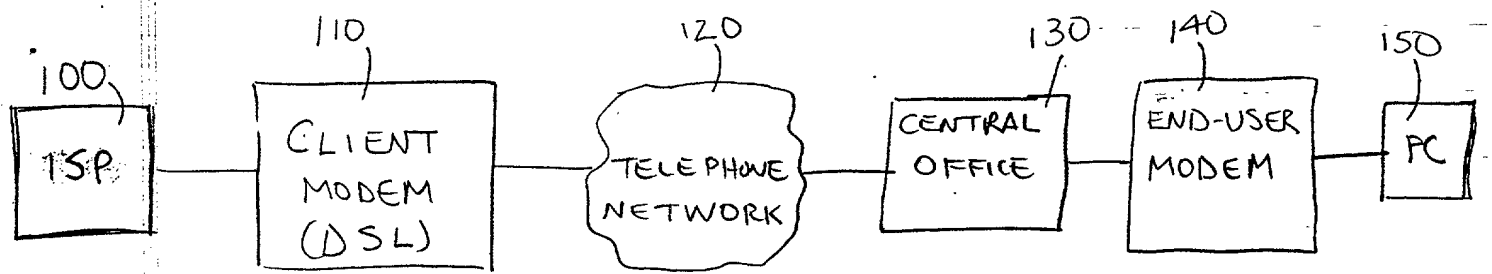 100
110
120
130
140
150
ISP
CLIENT
MODEM
(DSL)
TELEPHONE
NETWORK
CENTRAL
OFFICE
END-USER
MODEM
PC